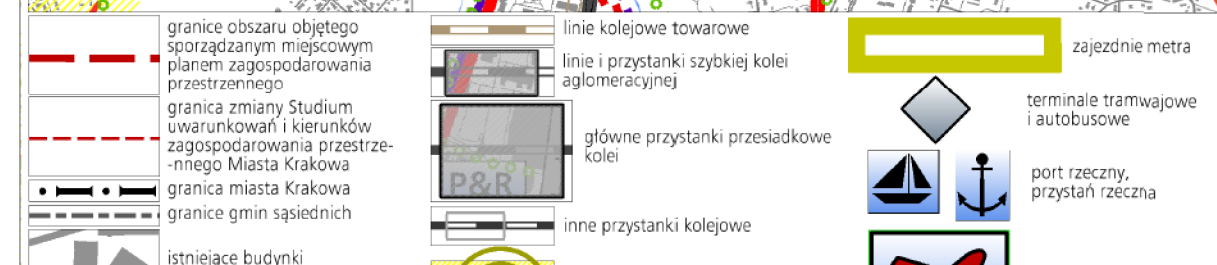 granice obszaru objętego
sporządzanym miejscowym
planem zagospodarowania
przestrzennego
granica zmiany Studium
uwarunkowań i kierunków
zagospodarowania przestrze-
-nnego Miasta Krakowa
granica miasta Krakowa
granice gmin sąsiednich
istniejące budynki
linie kolejowe towarowe
linie i przystanki szybkiej kolei
aglomeracyjnej
główne przystanki przesiadkowe
kolei
P&R
inne przystanki kolejowe
zajezdnie metra
terminale tramwajowe
i autobusowe
port rzeczny,
przystań rzeczna